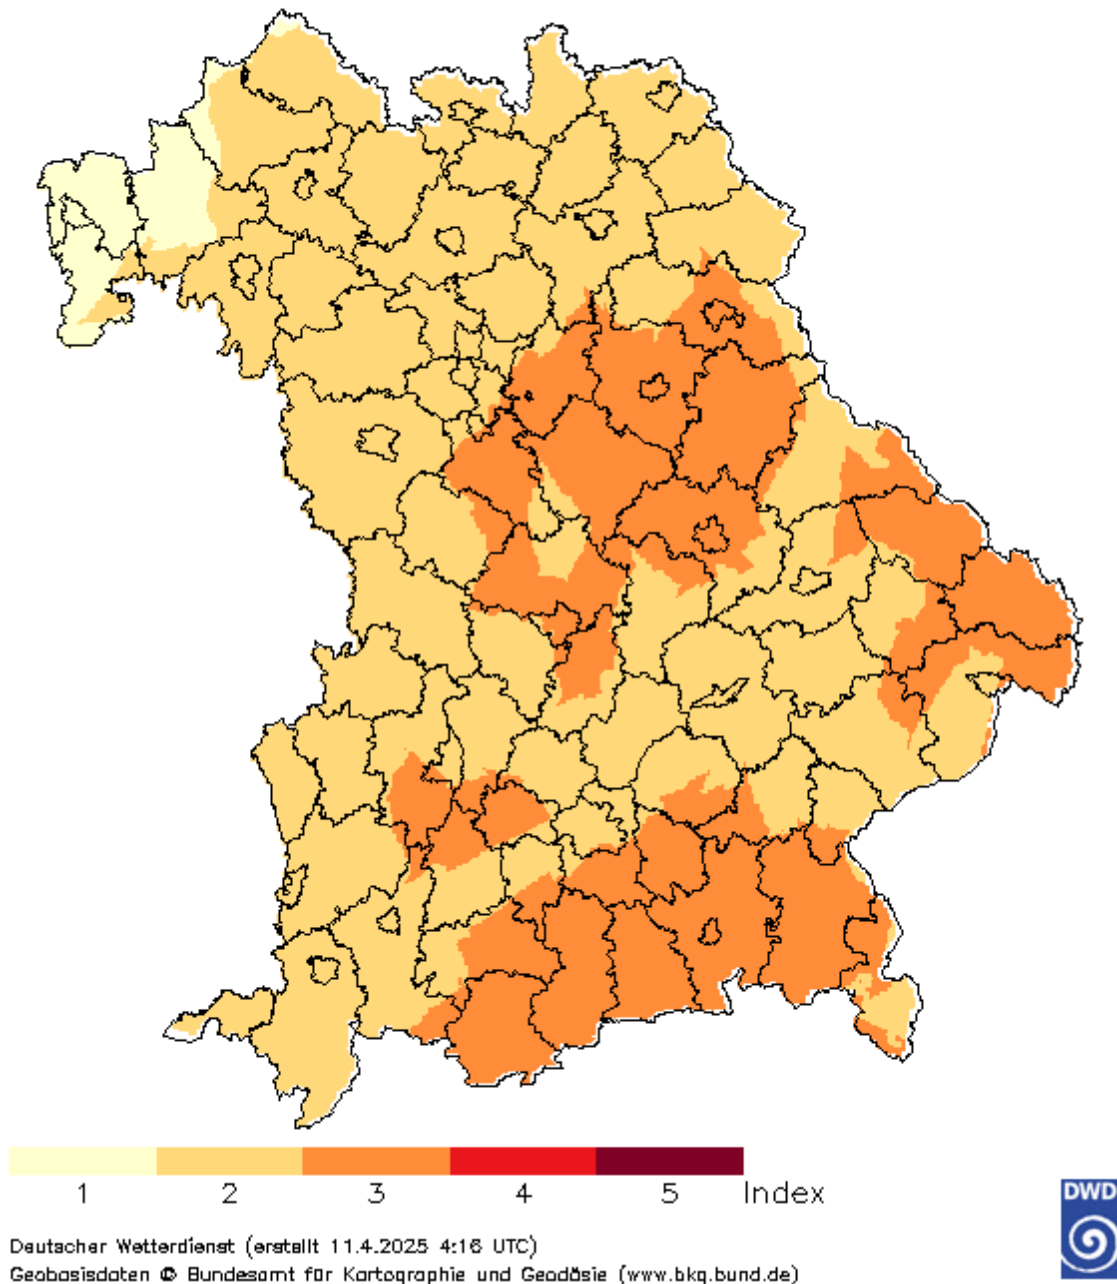 1 2 3 4 5 Index
DWD
Deutscher Wetterdienst (erstellt 11.4.2025 4:16 UTC)
Geobasisdaten © Bundesamt für Kartographie und Geodäsie (www.bkg.bund.de)